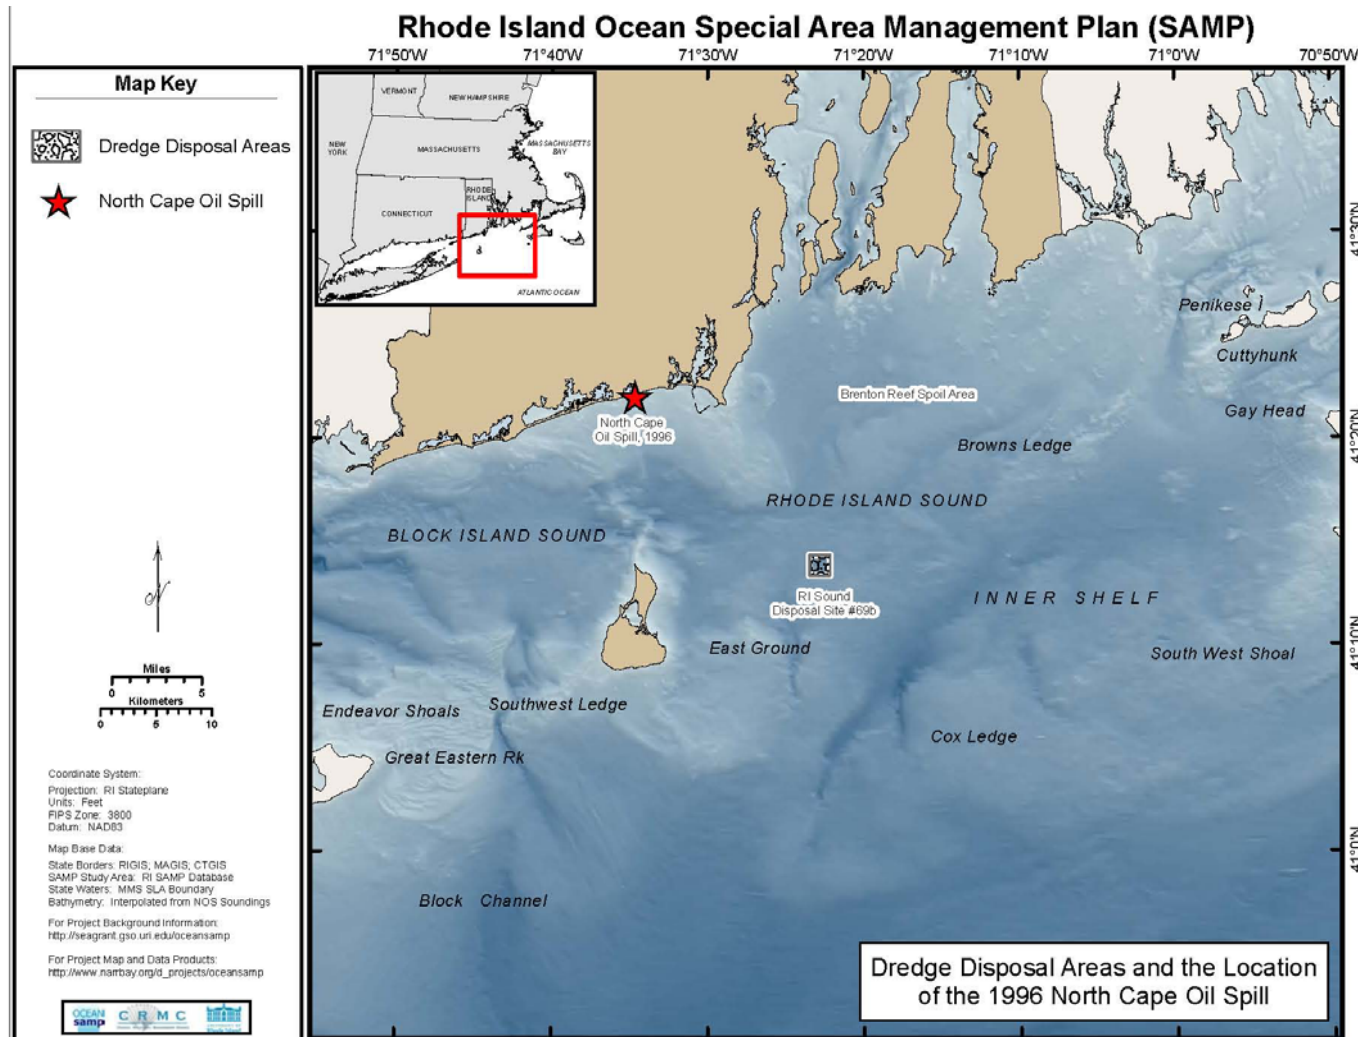 Rhode Island Ocean Special Area Management Plan (SAMP)
71°50'W
71°40'W
71°30'W
71°20'W
71°10'W
71°0'W
70°50'W
Map Key
Dredge Disposal Areas
North Cape Oil Spill
VERMONT
NEW HAMPSHIRE
NEW
YORK
MASSACHUSETTS
MASSACHUSETTS
BAY
CONNECTICUT
RHODE
ISLAND
ATLANTIC OCEAN
41°30'N
41°20'N
41°10'N
41°0'N
Penikese I
Cuttyhunk
Gay Head
Brenton Reef Spoil Area
Browns Ledge
North Cape
Oil Spill, 1996
RHODE ISLAND SOUND
BLOCK ISLAND SOUND
RI Sound
Disposal Site #69b
INNER SHELF
East Ground
South West Shoal
Southwest Ledge
Endeavor Shoals
Great Eastern Rk
Cox Ledge
Block Channel
N
Miles
0 5
Kilometers
0 5 10
Coordinate System:
Projection: RI Stateplane
Units: Feet
FIPS Zone: 3800
Datum: NAD83
Map Base Data:
State Borders: RIGIS; MAGIS; CTGIS
SAMP Study Area: RI SAMP Database
State Waters: MMS SLA Boundary
Bathymetry: Interpolated from NOS Soundings
For Project Background Information:
http://seagrant.gso.uri.edu/oceansamp
For Project Map and Data Products:
http://www.narrbay.org/d_projects/oceansamp
OCEAN
samp
CRMC
Dredge Disposal Areas and the Location
of the 1996 North Cape Oil Spill